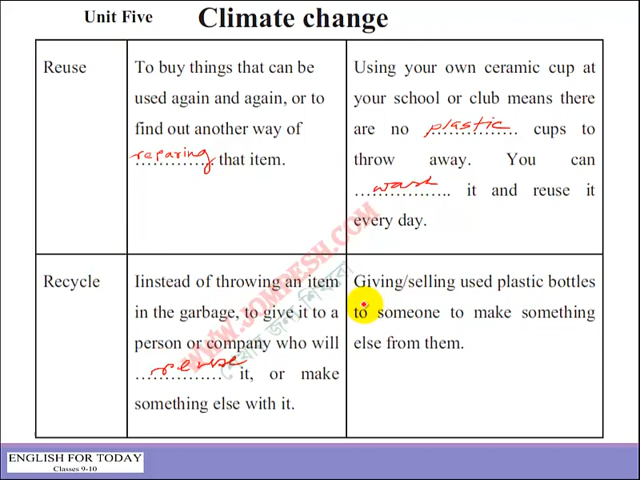 Unit Five
Climate change
Reuse
To buy things that can be
used again and again, or to
find out another way of
reparing that item.
Using your own ceramic cup at
your school or club means there
are no plastic cups to
throw away. You can
wash it and reuse it
every day.
Recycle
Iinstead of throwing an item
in the garbage, to give it to a
person or company who will
reuse it, or make
something else with it.
Giving/selling used plastic bottles
to someone to make something
else from them.
WWW.JOMPESH.COM
ENGLISH FOR TODAY
Classes 9-10